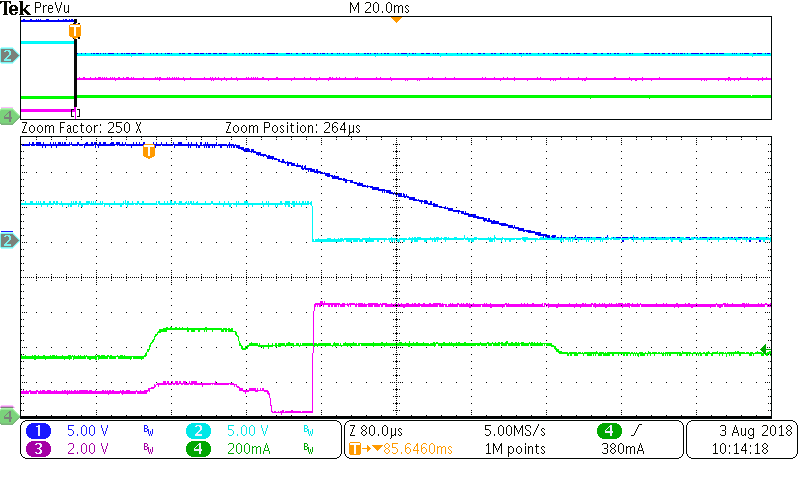 Tek PreVu M 20.0ms
T
2
4
Zoom Factor: 250 X Zoom Position: 264µs
T
2
4
1 5.00 V BW 2 5.00 V BW Z 80.0µs 5.00MS/s 4 3 Aug 2018
3 2.00 V BW 4 200mA BW T→▼85.6460ms 1M points 380mA 10:14:18